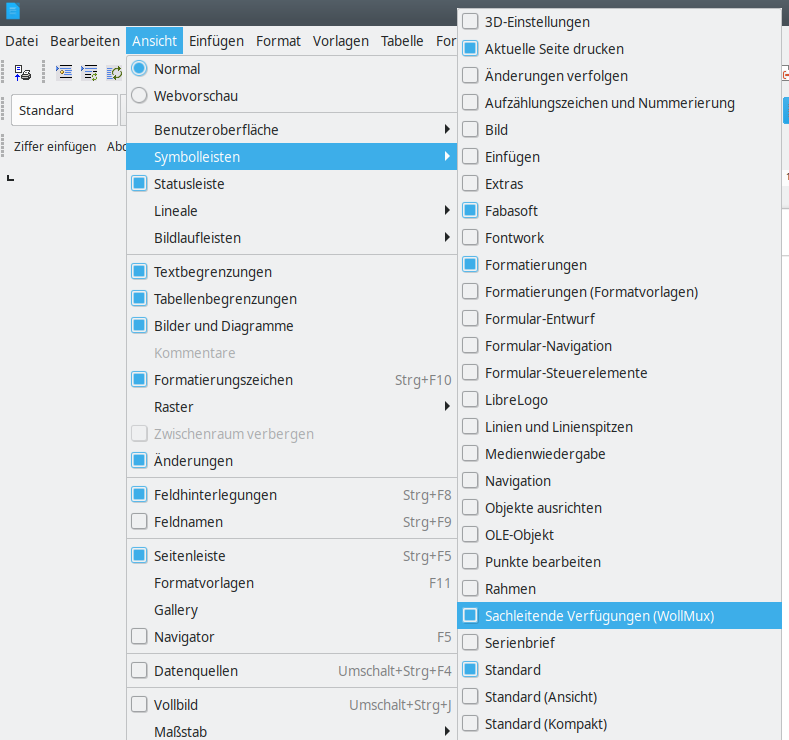 Datei Bearbeiten Ansicht Einfügen Format Vorlagen Tabelle For
Standard
Ziffer einfügen
Normal
Webvorschau
Benutzeroberfläche
Symbolleisten
Statusleiste
Lineale
Bildlaufleisten
Textbegrenzungen
Tabellenbegrenzungen
Bilder und Diagramme
Kommentare
Formatierungszeichen Strg+F10
Raster
Zwischenraum verbergen
Änderungen
Feldhinterlegungen Strg+F8
Feldnamen Strg+F9
Seitenleiste Strg+F5
Formatvorlagen F11
Gallery
Navigator F5
Datenquellen Umschalt+Strg+F4
Vollbild Umschalt+Strg+J
Maßstab
3D-Einstellungen
Aktuelle Seite drucken
Änderungen verfolgen
Aufzählungszeichen und Nummerierung
Bild
Einfügen
Extras
Fabasoft
Fontwork
Formatierungen
Formatierungen (Formatvorlagen)
Formular-Entwurf
Formular-Navigation
Formular-Steuerelemente
LibreLogo
Linien und Linienspitzen
Medienwiedergabe
Navigation
Objekte ausrichten
OLE-Objekt
Punkte bearbeiten
Rahmen
Sachleitende Verfügungen (WollMux)
Serienbrief
Standard
Standard (Ansicht)
Standard (Kompakt)